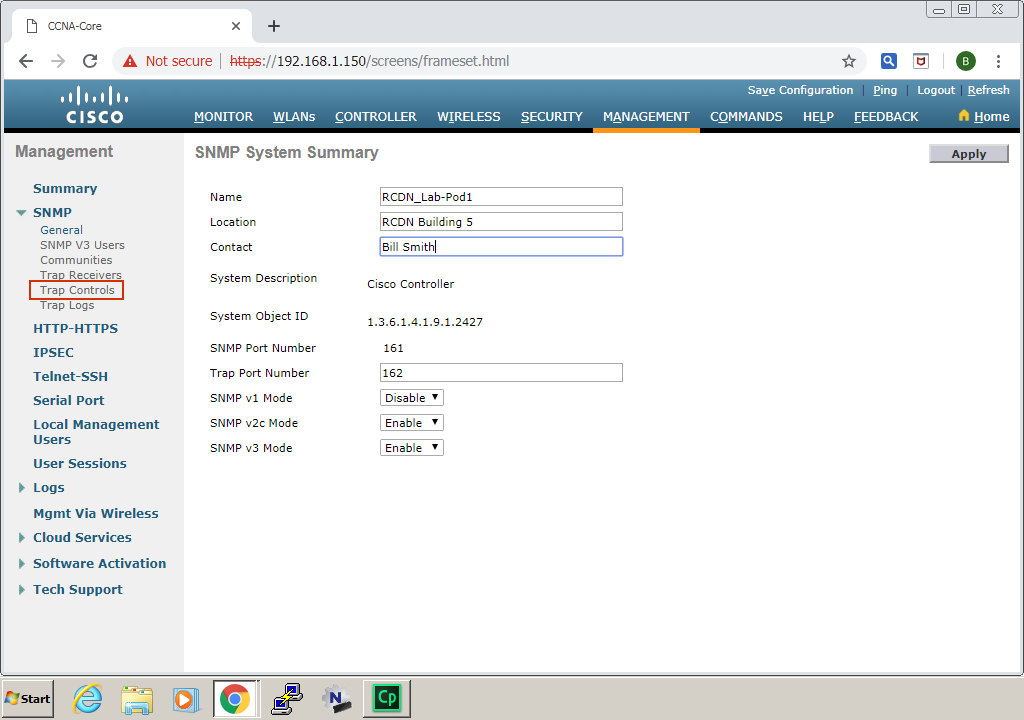 CCNA-Core
Not secure https://192.168.1.150/screens/frameset.html B
Save Configuration Ping Logout Refresh
CISCO
MONITOR WLANs CONTROLLER WIRELESS SECURITY MANAGEMENT COMMANDS HELP FEEDBACK Home
Management
Summary
SNMP
General
SNMP V3 Users
Communities
Trap Receivers
Trap Controls
Trap Logs
HTTP-HTTPS
IPSEC
Telnet-SSH
Serial Port
Local Management
Users
User Sessions
Logs
Mgmt Via Wireless
Cloud Services
Software Activation
Tech Support
SNMP System Summary
Apply
Name RCDN_Lab-Pod1
Location RCDN Building 5
Contact Bill Smith
System Description Cisco Controller
System Object ID 1.3.6.1.4.1.9.1.2427
SNMP Port Number 161
Trap Port Number 162
SNMP v1 Mode Disable
SNMP v2c Mode Enable
SNMP v3 Mode Enable
Start N Cp